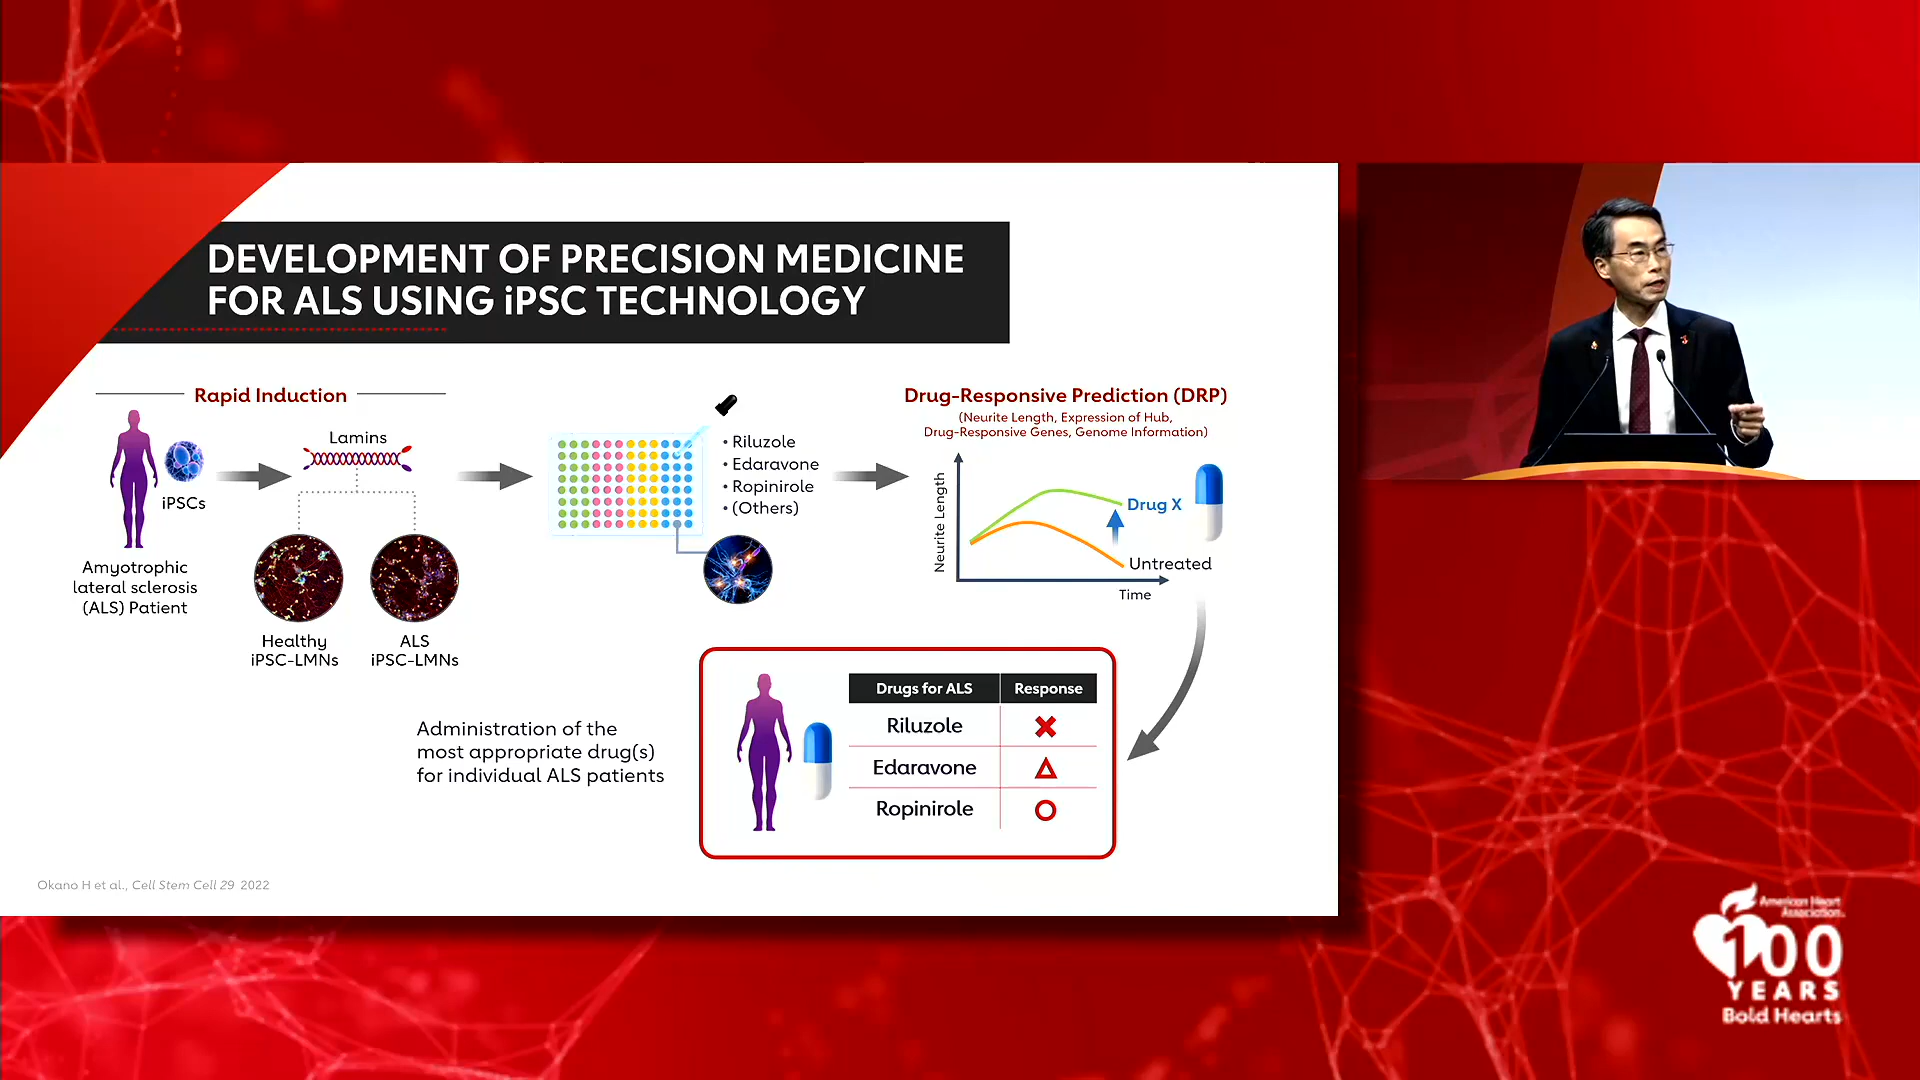 DEVELOPMENT OF PRECISION MEDICINE
FOR ALS USING iPSC TECHNOLOGY
Rapid Induction
iPSCs
Amyotrophic
lateral sclerosis
(ALS) Patient
Lamins
Healthy
iPSC-LMNs
ALS
iPSC-LMNs
• Riluzole
• Edaravone
• Ropinirole
• (Others)
Drug-Responsive Prediction (DRP)
(Neurite Length, Expression of Hub,
Drug-Responsive Genes, Genome Information)
Neurite Length
Drug X
Untreated
Time
Administration of the
most appropriate drug(s)
for individual ALS patients
Drugs for ALS Response
Riluzole
Edaravone
Ropinirole
Okano H et al., Cell Stem Cell 29 2022
American Heart
Association.
100
YEARS
Bold Hearts